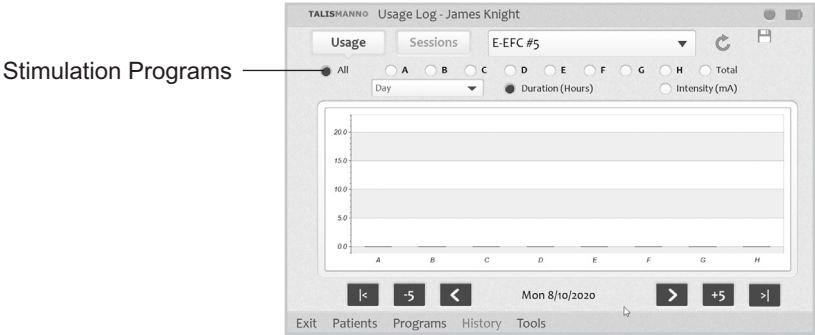 TALISMANNO Usage Log - James Knight
Usage Sessions E-EFC #5
Stimulation Programs
All A B C D E F G H Total
Day Duration (Hours) Intensity (mA)
20.0
15.0
10.0
5.0
0.0
A B C D E F G H
|< -5 < Mon 8/10/2020 > +5 >|
Exit Patients Programs History Tools